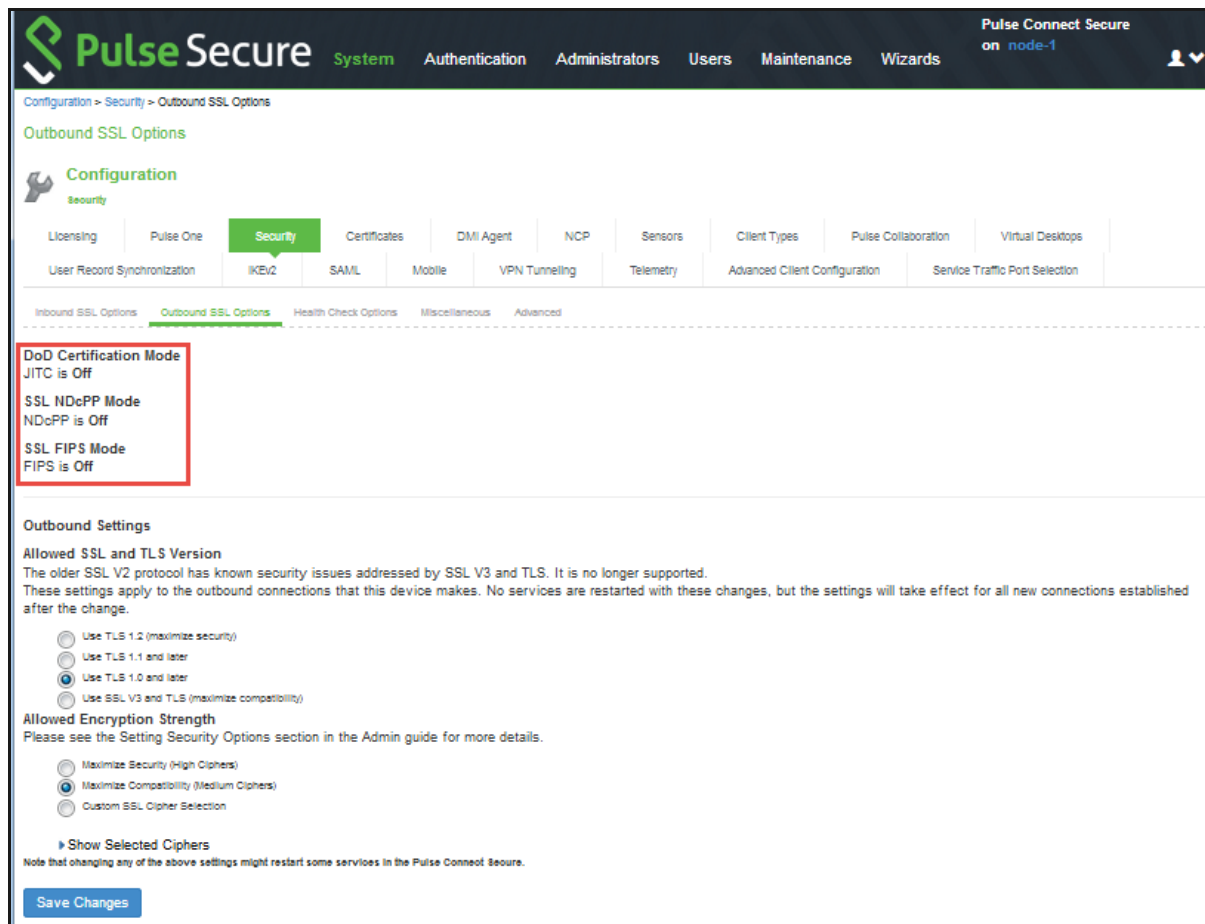 Pulse Secure System Authentication Administrators Users Maintenance Wizards
Pulse Connect Secure
on node-1
Configuration > Security > Outbound SSL Options
Outbound SSL Options
Configuration
Security
Licensing Pulse One Security Certificates DMI Agent NCP Sensors Client Types Pulse Collaboration Virtual Desktops
User Record Synchronization IKEv2 SAML Mobile VPN Tunneling Telemetry Advanced Client Configuration Service Traffic Port Selection
Inbound SSL Options Outbound SSL Options Health Check Options Miscellaneous Advanced
DoD Certification Mode
JITC is Off
SSL NDcPP Mode
NDcPP is Off
SSL FIPS Mode
FIPS is Off
Outbound Settings
Allowed SSL and TLS Version
The older SSL V2 protocol has known security issues addressed by SSL V3 and TLS. It is no longer supported.
These settings apply to the outbound connections that this device makes. No services are restarted with these changes, but the settings will take effect for all new connections established
after the change.
Use TLS 1.2 (maximize security)
Use TLS 1.1 and later
Use TLS 1.0 and later
Use SSL V3 and TLS (maximize compatibility)
Allowed Encryption Strength
Please see the Setting Security Options section in the Admin guide for more details.
Maximize Security (High Ciphers)
Maximize Compatibility (Medium Ciphers)
Custom SSL Cipher Selection
Show Selected Ciphers
Note that changing any of the above settings might restart some services in the Pulse Connect Secure.
Save Changes